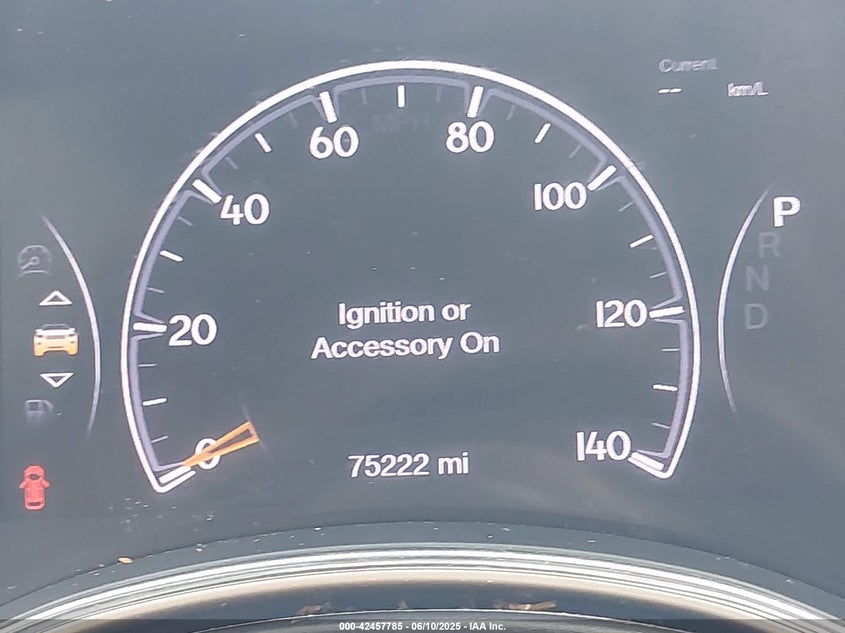 Current
-- km/L
MPH
60
80
40
100
P
R
N
D
20
120
Ignition or
Accessory On
0
140
75222 mi
000-42457785 - 06/10/2025 - IAA Inc.